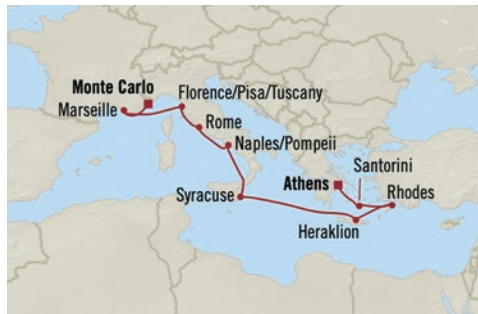 Monte Carlo
Marseille
Florence/Pisa/Tuscany
Rome
Naples/Pompeii
Syracuse
Athens
Santorini
Rhodes
Heraklion